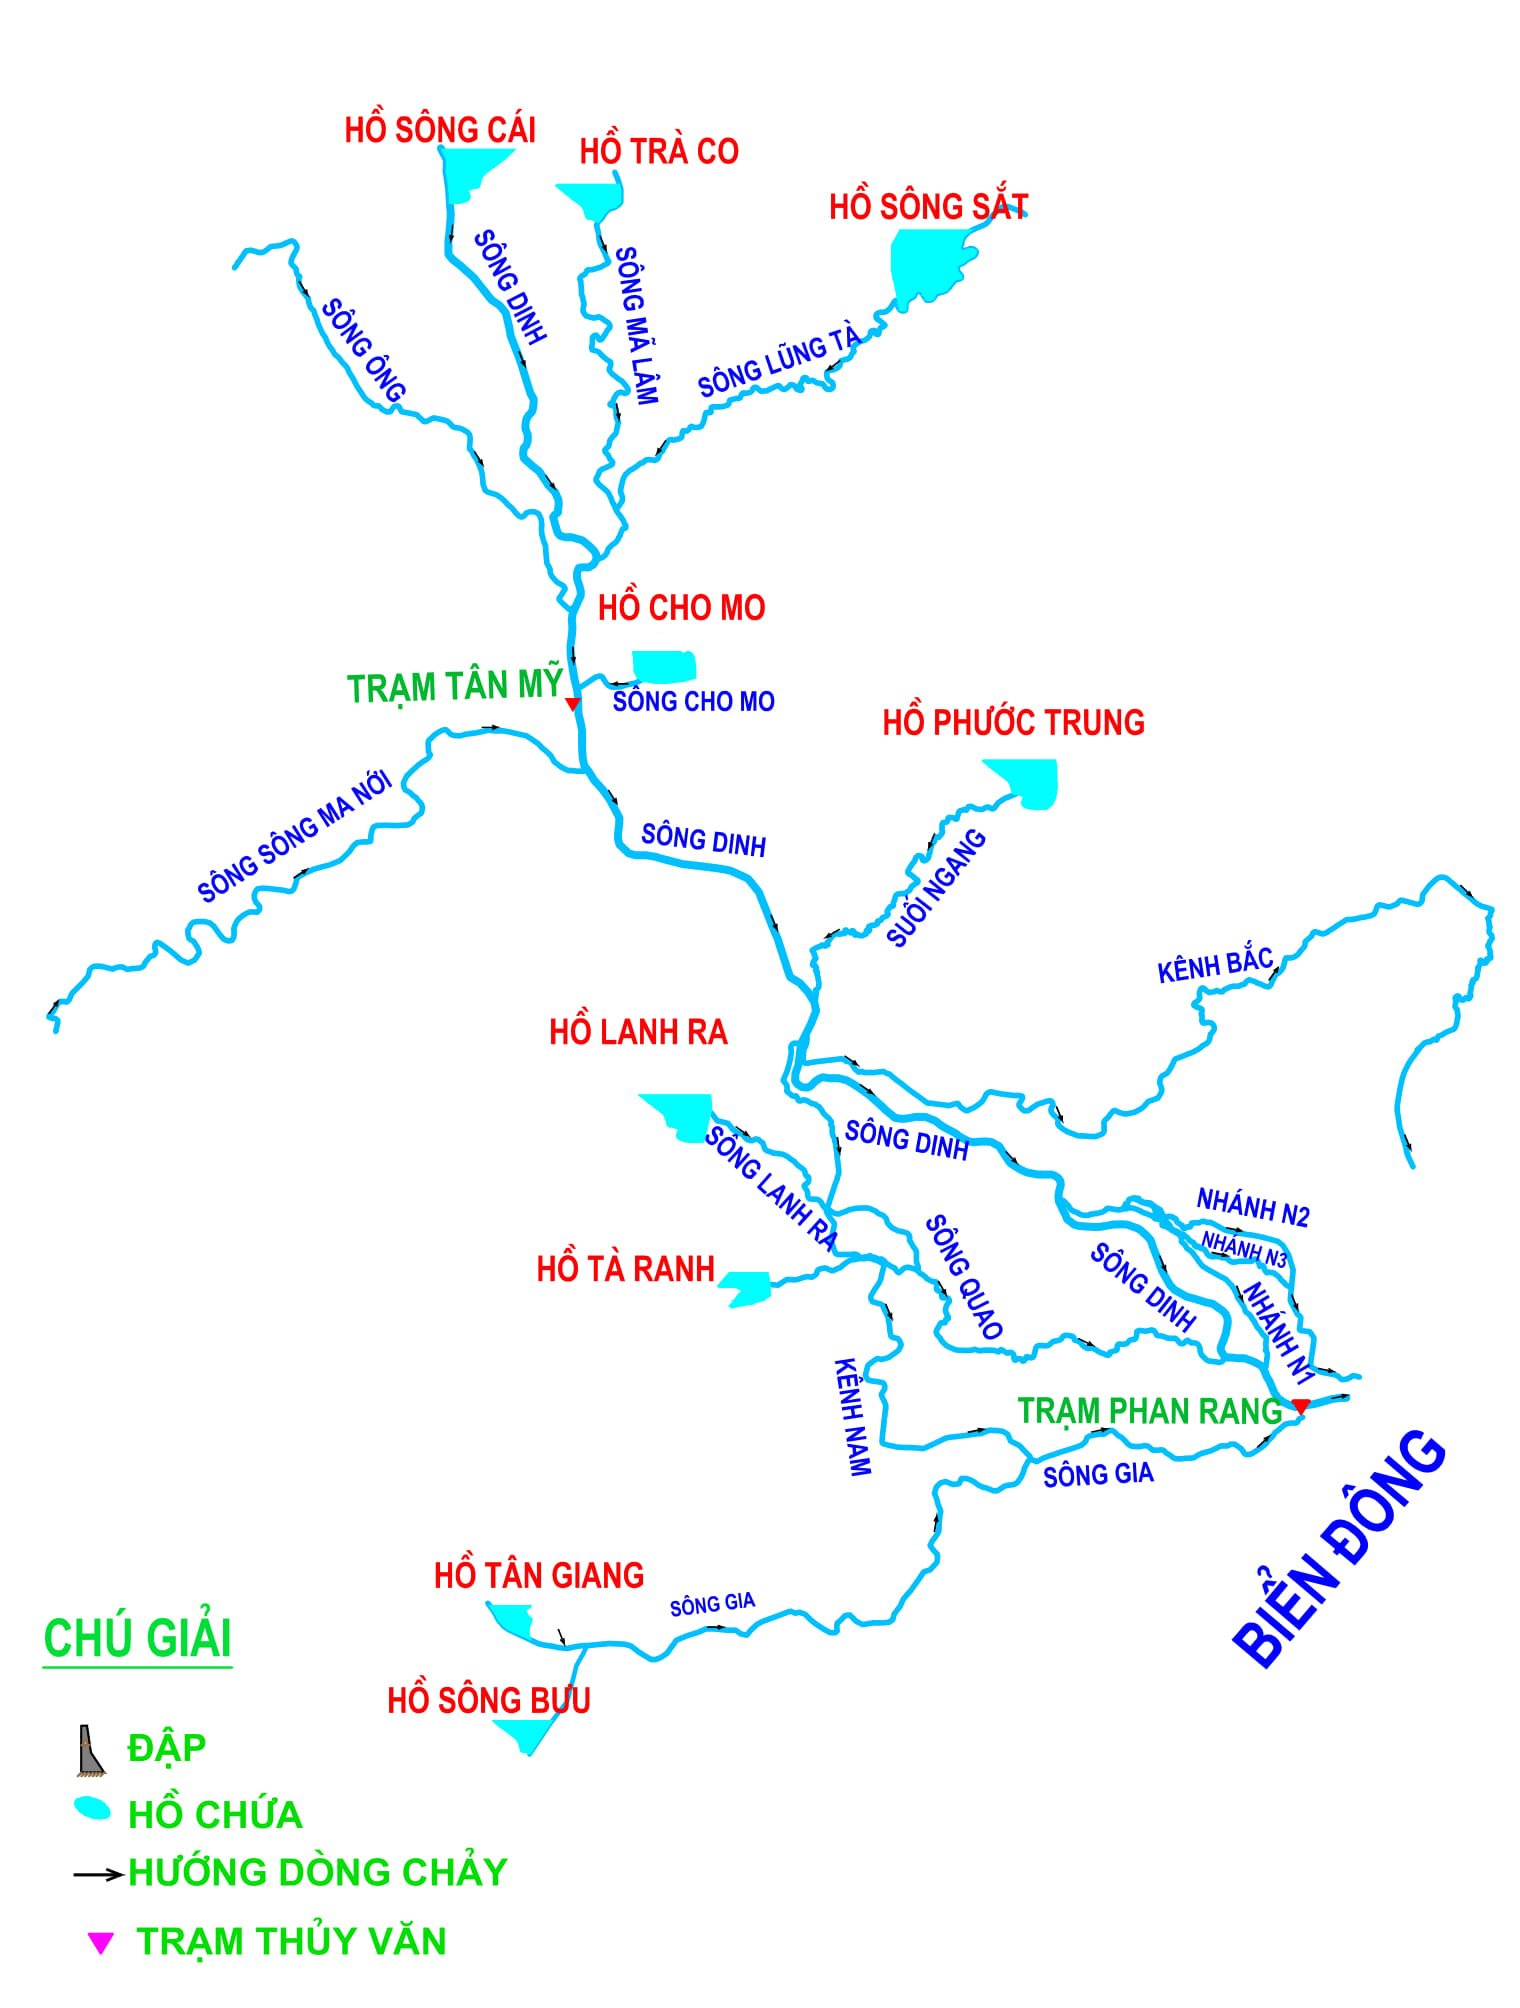 HỒ SÔNG CÁI
HỒ TRÀ CO
HỒ SÔNG SẮT
SÔNG DINH
SÔNG MÃ LÂM
SÔNG ÔNG
SÔNG LŨNG TÀ
HỒ CHO MO
TRẠM TÂN MỸ
SÔNG CHO MO
HỒ PHƯỚC TRUNG
SÔNG SÔNG MA NỚI
SÔNG DINH
SUỐI NGANG
KÊNH BẮC
HỒ LANH RA
SÔNG LANH RA
SÔNG DINH
NHÁNH N2
NHÁNH N3
HỒ TÀ RANH
SÔNG QUAO
SÔNG DINH
NHÁNH N1
KÊNH NAM
TRẠM PHAN RANG
SÔNG GIA
BIỂN ĐÔNG
HỒ TÂN GIANG
SÔNG GIA
HỒ SÔNG BƯU
CHÚ GIẢI
ĐẬP
HỒ CHỨA
HƯỚNG DÒNG CHẢY
TRẠM THỦY VĂN